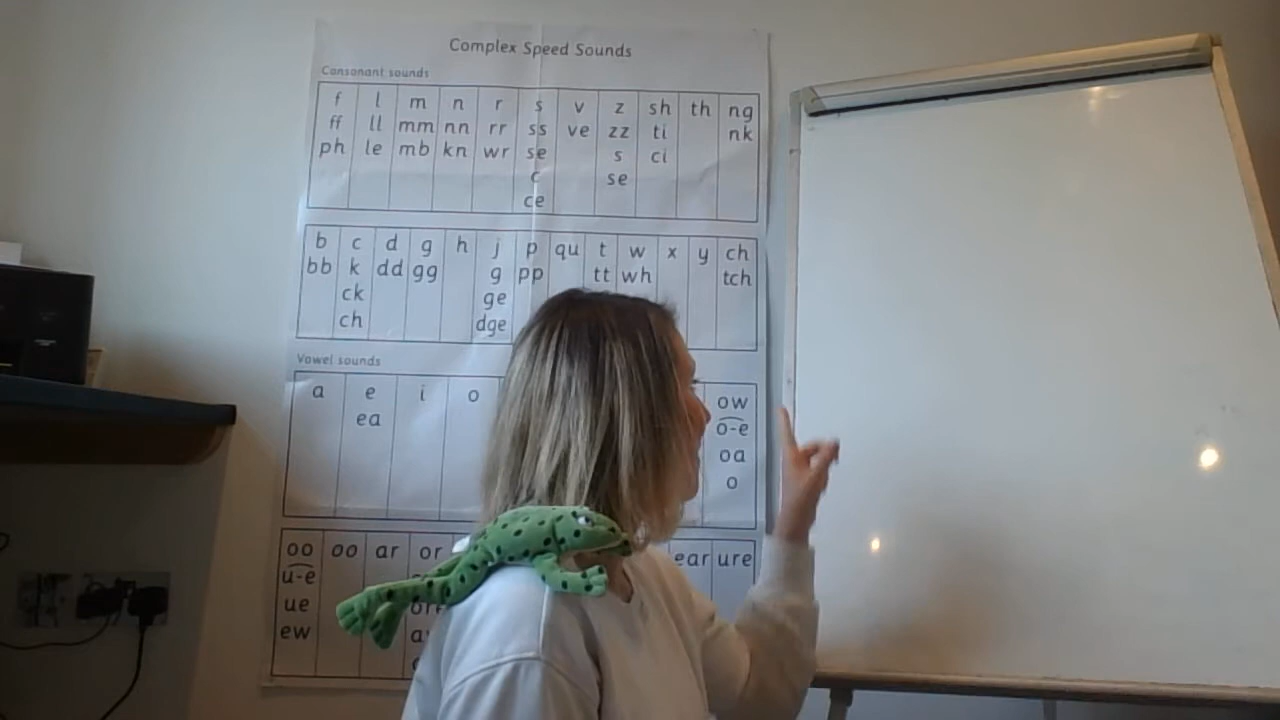 Complex Speed Sounds
Consonant sounds
f l m n r s v z sh th ng
ff ll mm nn rr ss ve zz ti nk
ph le mb kn wr se s ci
c se
ce
b c d g h j p qu t w x y ch
bb k dd gg g pp tt wh tch
ck ge
ch dge
Vowel sounds
a e i o ow
ea o-e
oa
o
oo oo ar or ear ure
u-e
ue
ew